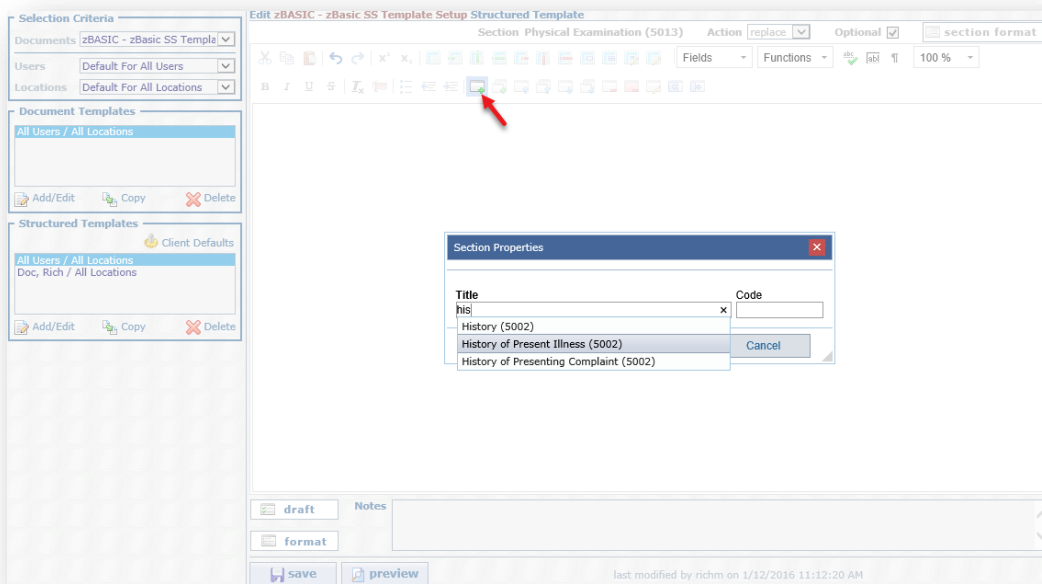 Selection Criteria
Documents zBASIC - zBasic SS Templa
Users Default For All Users
Locations Default For All Locations
Document Templates
All Users / All Locations
Add/Edit Copy Delete
Structured Templates
Client Defaults
All Users / All Locations
Doc, Rich / All Locations
Add/Edit Copy Delete
Edit zBASIC - zBasic SS Template Setup Structured Template
Section Physical Examination (5013) Action replace Optional section format
Fields Functions abc abl ¶ 100 %
B I U S Tx
Section Properties
Title Code
his
History (5002)
History of Present Illness (5002)
History of Presenting Complaint (5002)
Cancel
draft Notes
format
save preview last modified by richm on 1/12/2016 11:12:20 AM